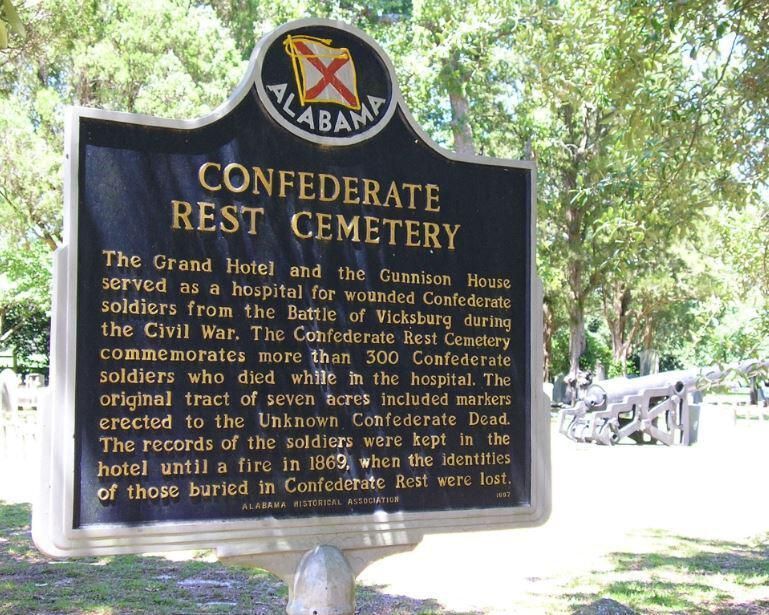 ALABAMA
CONFEDERATE
REST CEMETERY
The Grand Hotel and the Gunnison House
served as a hospital for wounded Confederate
soldiers from the Battle of Vicksburg during
the Civil War. The Confederate Rest Cemetery
commemorates more than 300 Confederate
soldiers who died while in the hospital. The
original tract of seven acres included markers
erected to the Unknown Confederate Dead.
The records of the soldiers were kept in the
hotel until a fire in 1869, when the identities
of those buried in Confederate Rest were lost.
ALABAMA HISTORICAL ASSOCIATION